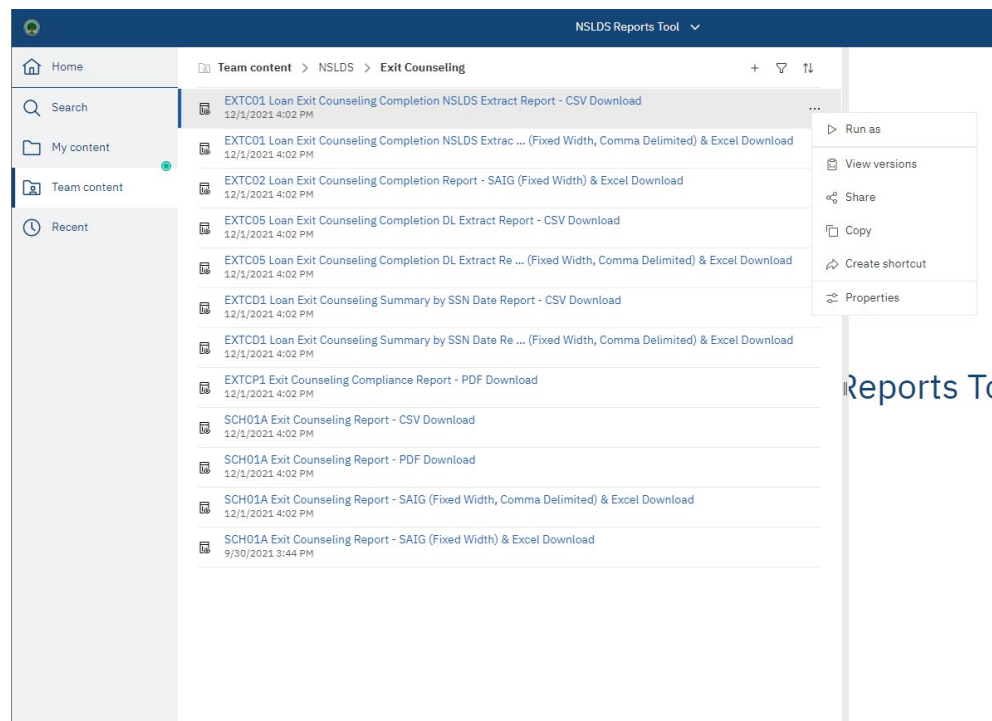 NSLDS Reports Tool
Home
Search
My content
Team content
Recent
Team content > NSLDS > Exit Counseling
EXTC01 Loan Exit Counseling Completion NSLDS Extract Report - CSV Download
12/1/2021 4:02 PM
EXTC01 Loan Exit Counseling Completion NSLDS Extrac ... (Fixed Width, Comma Delimited) & Excel Download
12/1/2021 4:02 PM
EXTC02 Loan Exit Counseling Completion Report - SAIG (Fixed Width) & Excel Download
12/1/2021 4:02 PM
EXTC05 Loan Exit Counseling Completion DL Extract Report - CSV Download
12/1/2021 4:02 PM
EXTC05 Loan Exit Counseling Completion DL Extract Re ... (Fixed Width, Comma Delimited) & Excel Download
12/1/2021 4:02 PM
EXTCD1 Loan Exit Counseling Summary by SSN Date Report - CSV Download
12/1/2021 4:02 PM
EXTCD1 Loan Exit Counseling Summary by SSN Date Re ... (Fixed Width, Comma Delimited) & Excel Download
12/1/2021 4:02 PM
EXTCP1 Exit Counseling Compliance Report - PDF Download
12/1/2021 4:02 PM
SCH01A Exit Counseling Report - CSV Download
12/1/2021 4:02 PM
SCH01A Exit Counseling Report - PDF Download
12/1/2021 4:02 PM
SCH01A Exit Counseling Report - SAIG (Fixed Width, Comma Delimited) & Excel Download
12/1/2021 4:02 PM
SCH01A Exit Counseling Report - SAIG (Fixed Width) & Excel Download
9/30/2021 3:44 PM
Run as
View versions
Share
Copy
Create shortcut
Properties
Reports To